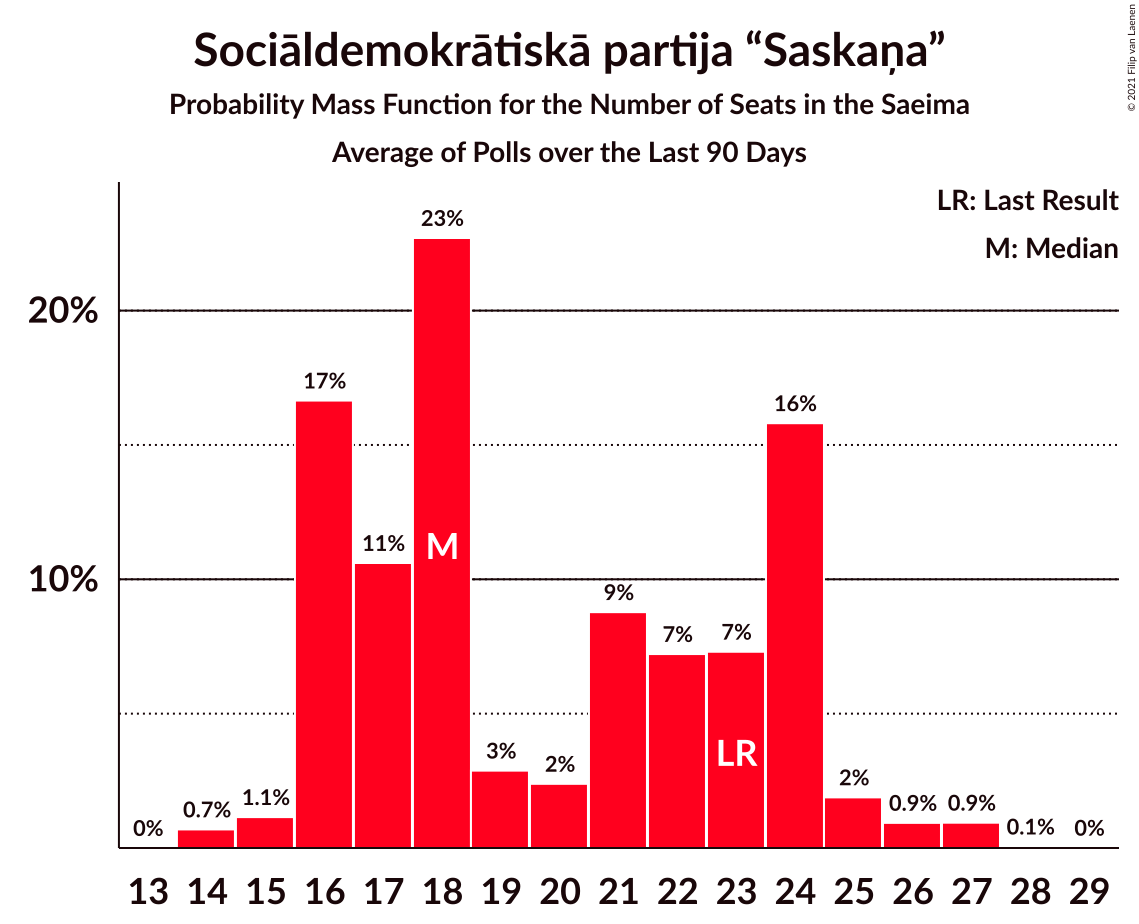 Sociāldemokrātiskā partija “Saskaņa”
Probability Mass Function for the Number of Seats in the Saeima
Average of Polls over the Last 90 Days
© 2021 Filip van Laenen
LR: Last Result
M: Median
20%
10%
0%
0.7%
1.1%
17%
11%
23%
3%
2%
9%
7%
7%
16%
2%
0.9%
0.9%
0.1%
0%
M
LR
13 14 15 16 17 18 19 20 21 22 23 24 25 26 27 28 29